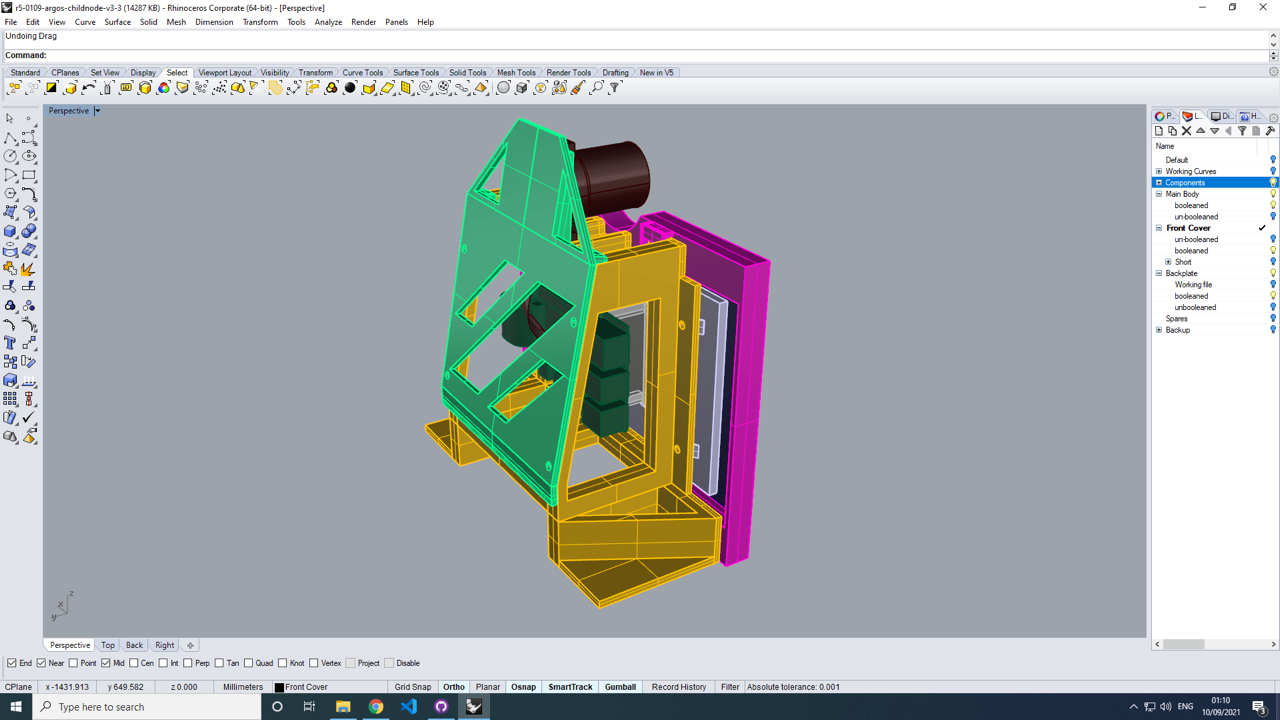 r5-0109-argos-childnode-v3-3 (14287 KB) - Rhinoceros Corporate (64-bit) - [Perspective]
File Edit View Curve Surface Solid Mesh Dimension Transform Tools Analyze Render Panels Help
Undoing Drag
Command:
Standard CPlanes Set View Display Select Viewport Layout Visibility Transform Curve Tools Surface Tools Solid Tools Mesh Tools Render Tools Drafting New in V5
Perspective
P... L... Di... H...
Name
Default
Working Curves
Components
Main Body
booleaned
un-booleaned
Front Cover
un-booleaned
booleaned
Short
Backplate
Working file
booleaned
unbooleaned
Spares
Backup
z
x
y
Perspective Top Back Right
End Near Point Mid Cen Int Perp Tan Quad Knot Vertex Project Disable
CPlane x -1431.913 y 649.582 z 0.000 Millimeters Front Cover Grid Snap Ortho Planar Osnap SmartTrack Gumball Record History Filter Absolute tolerance: 0.001
Type here to search
ENG
01:10
10/09/2021
3